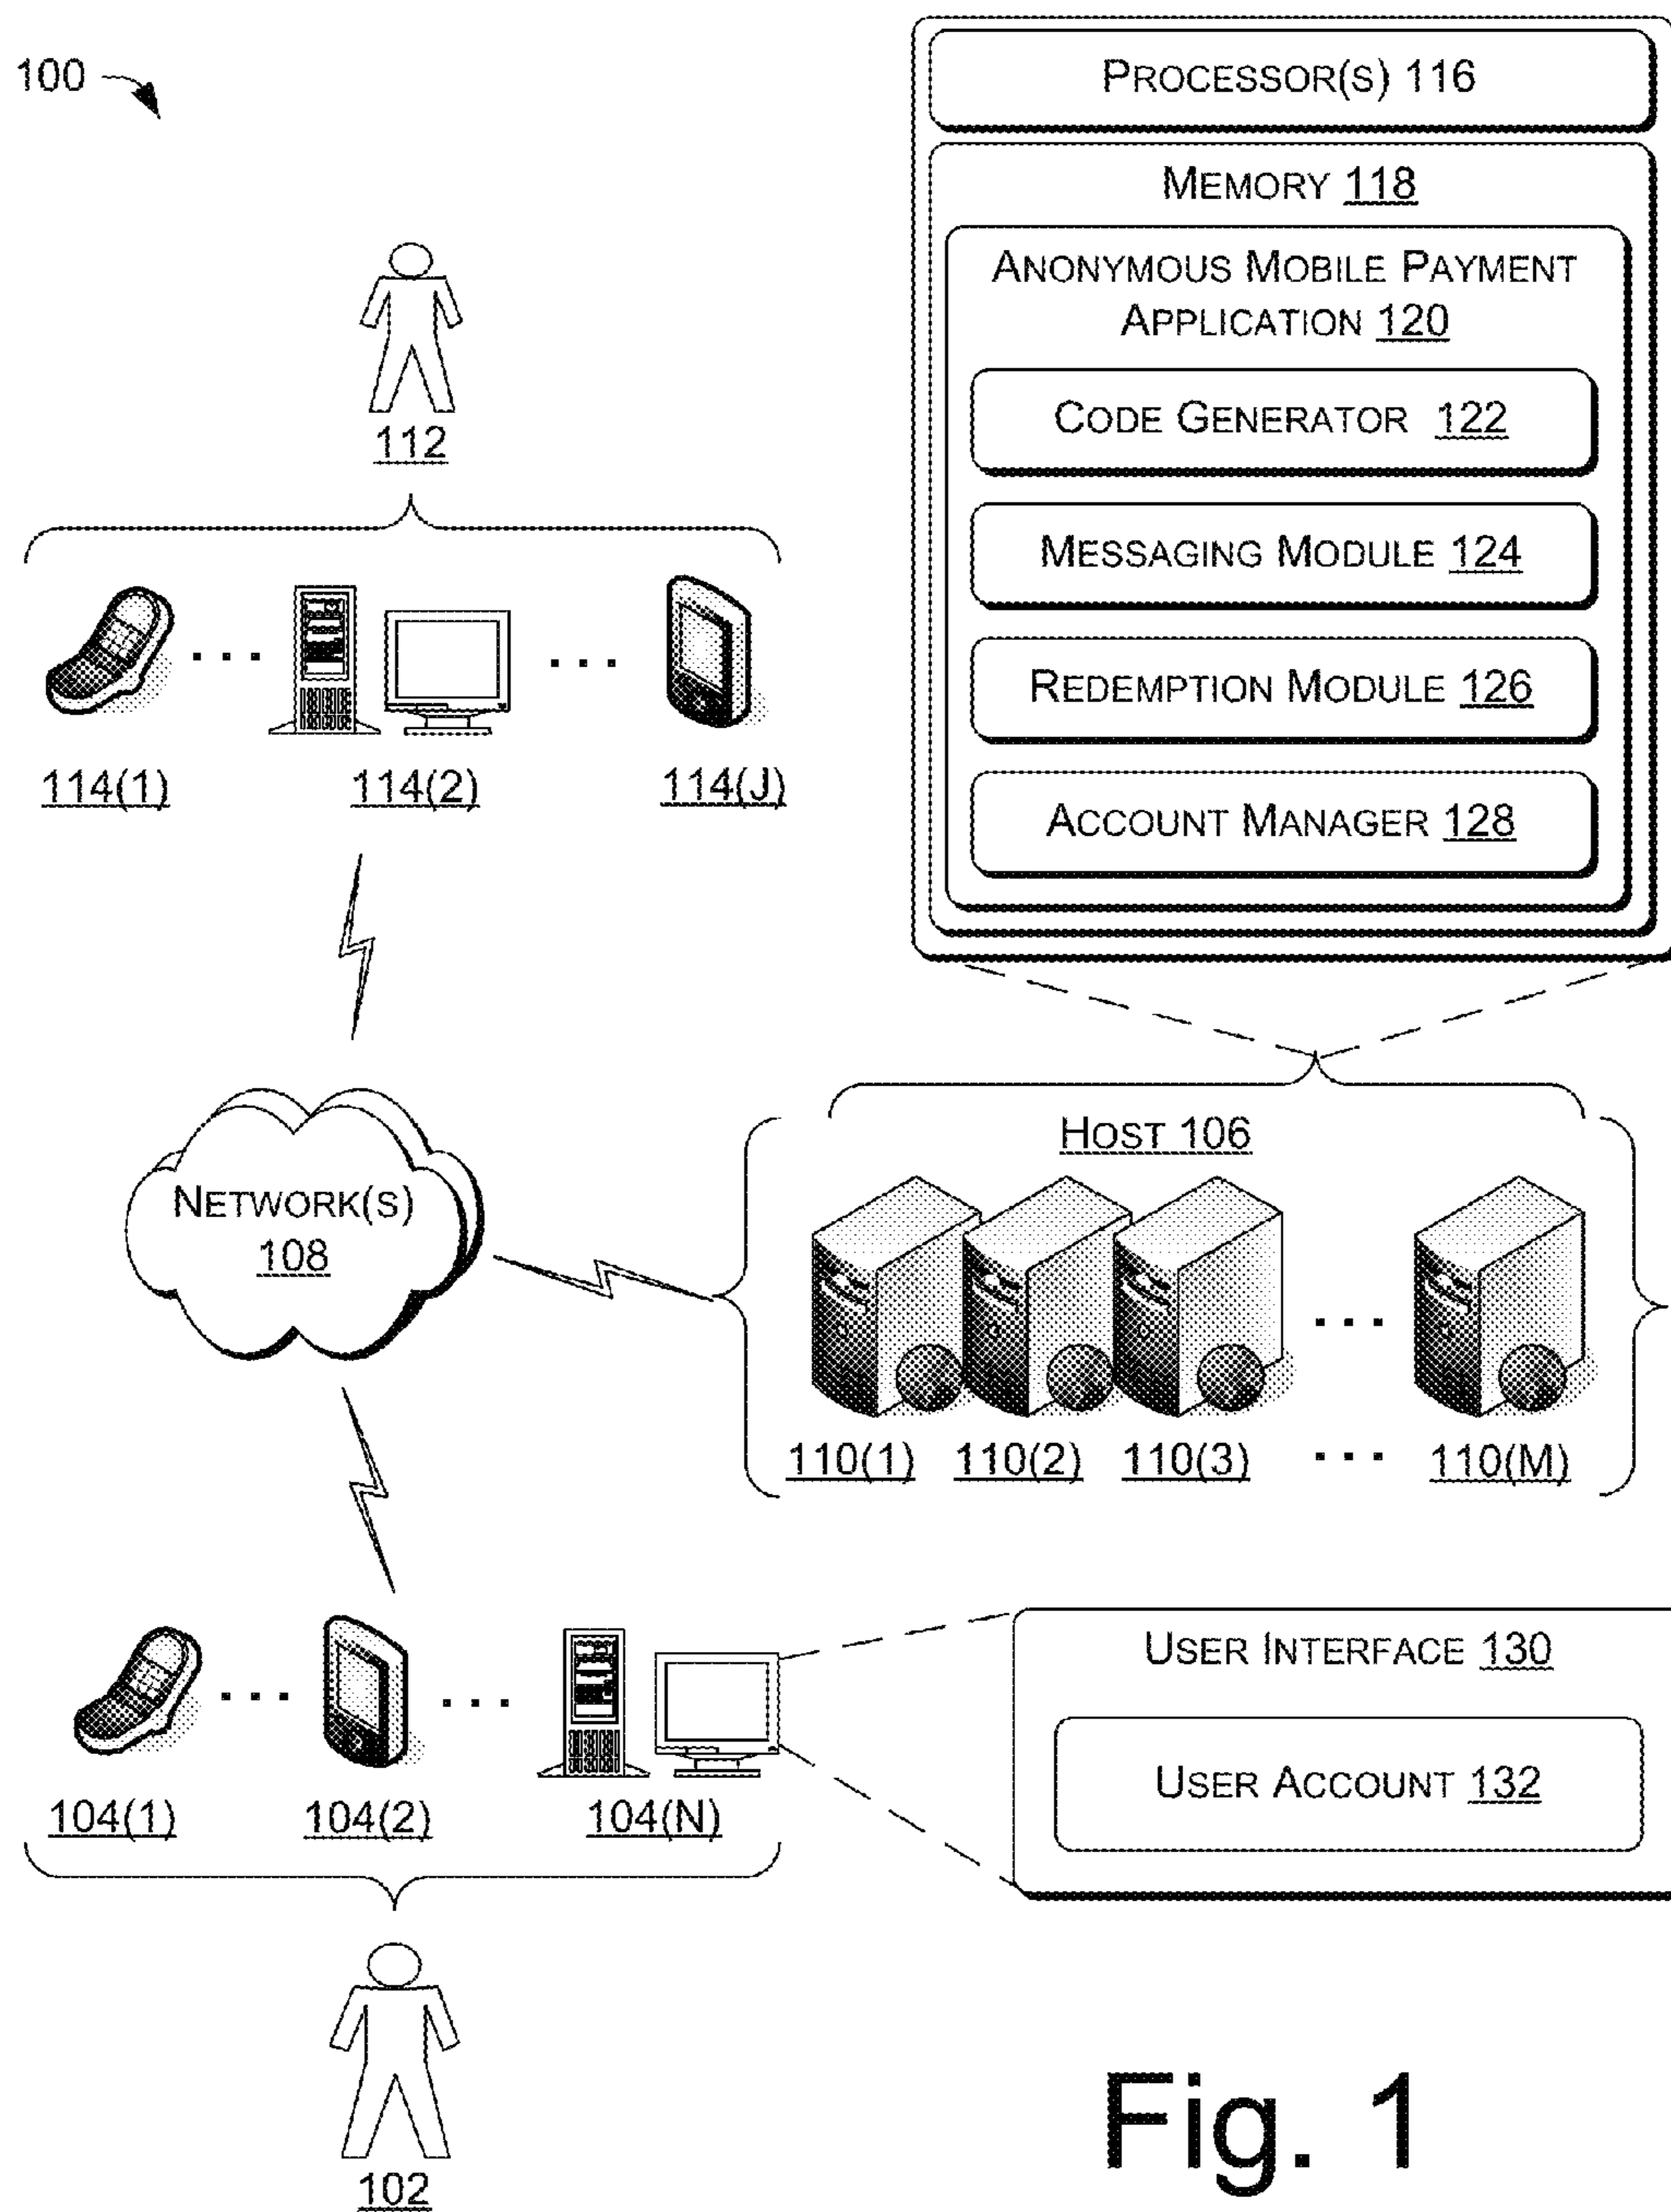 100
PROCESSOR(S) 116
MEMORY 118
ANONYMOUS MOBILE PAYMENT
APPLICATION 120
CODE GENERATOR 122
MESSAGING MODULE 124
REDEMPTION MODULE 126
ACCOUNT MANAGER 128
112
114(1) 114(2) 114(J)
NETWORK(S)
108
HOST 106
110(1) 110(2) 110(3) ... 110(M)
104(1) 104(2) 104(N)
USER INTERFACE 130
USER ACCOUNT 132
102
Fig. 1